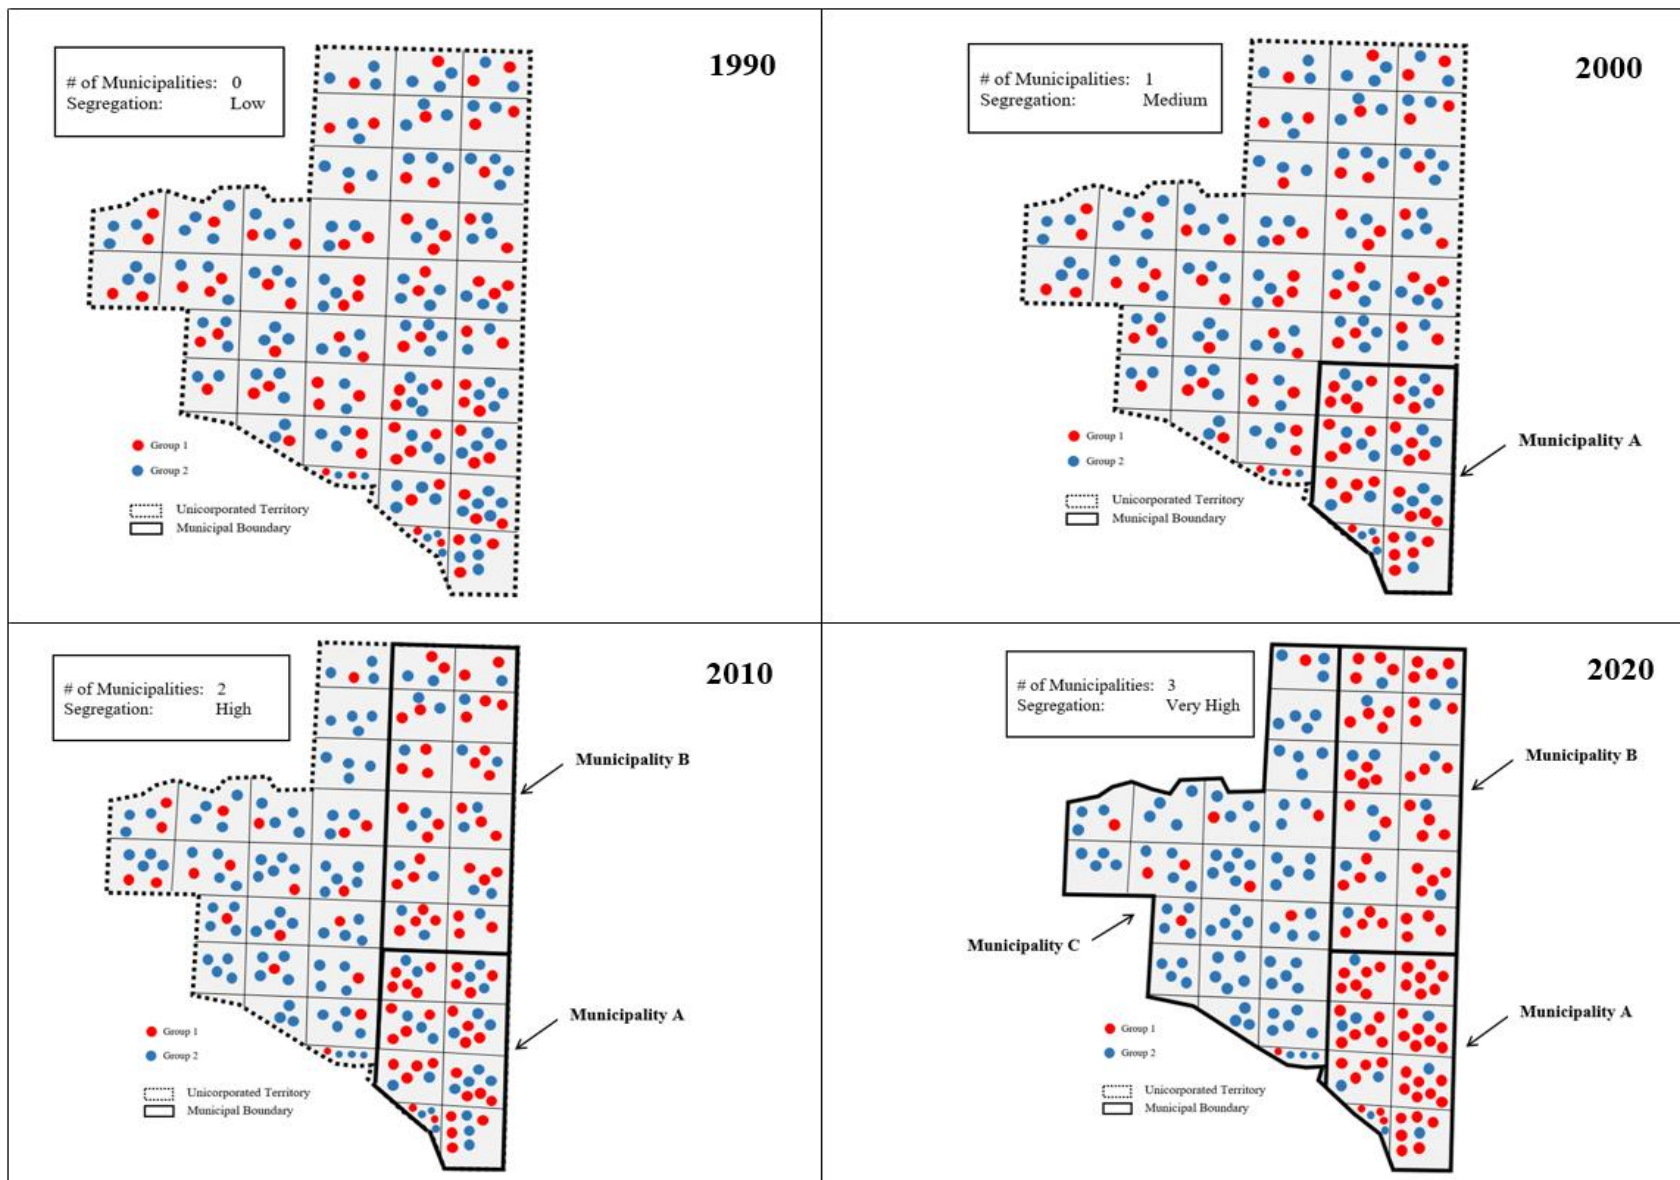 1990
# of Municipalities: 0
Segregation: Low
Group 1
Group 2
Unicorporated Territory
Municipal Boundary
2000
# of Municipalities: 1
Segregation: Medium
Municipality A
Group 1
Group 2
Unicorporated Territory
Municipal Boundary
2010
# of Municipalities: 2
Segregation: High
Municipality B
Municipality A
Group 1
Group 2
Unicorporated Territory
Municipal Boundary
2020
# of Municipalities: 3
Segregation: Very High
Municipality B
Municipality C
Municipality A
Group 1
Group 2
Unicorporated Territory
Municipal Boundary